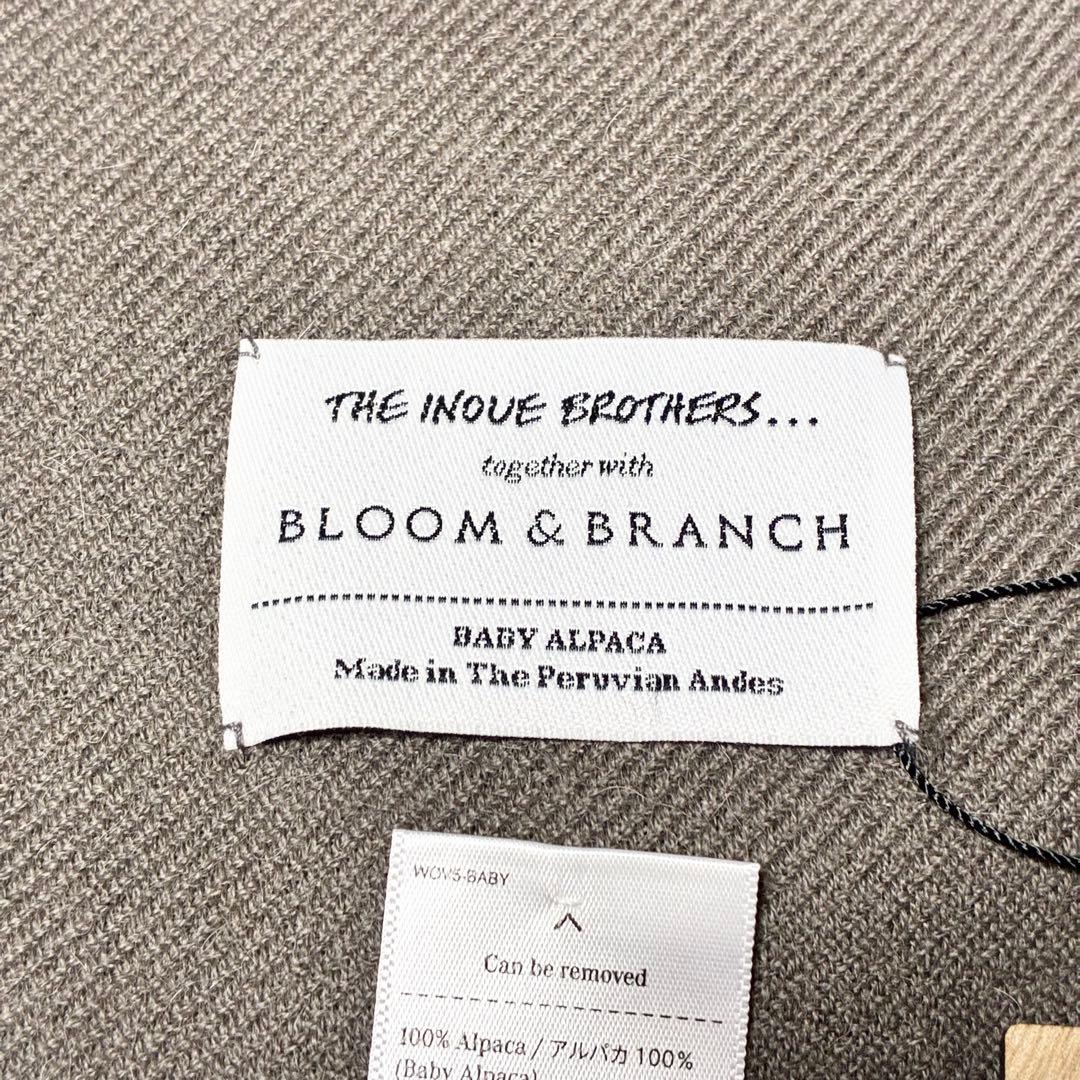 THE INOUE BROTHERS...
together with
BLOOM & BRANCH
BABY ALPACA
Made in The Peruvian Andes
WOV5-BABY
Can be removed
100% Alpaca / アルパカ 100%
(Baby Alpaca)